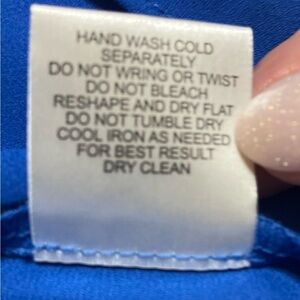 HAND WASH COLD
SEPARATELY
DO NOT WRING OR TWIST
DO NOT BLEACH
RESHAPE AND DRY FLAT
DO NOT TUMBLE DRY
COOL IRON AS NEEDED
FOR BEST RESULT
DRY CLEAN